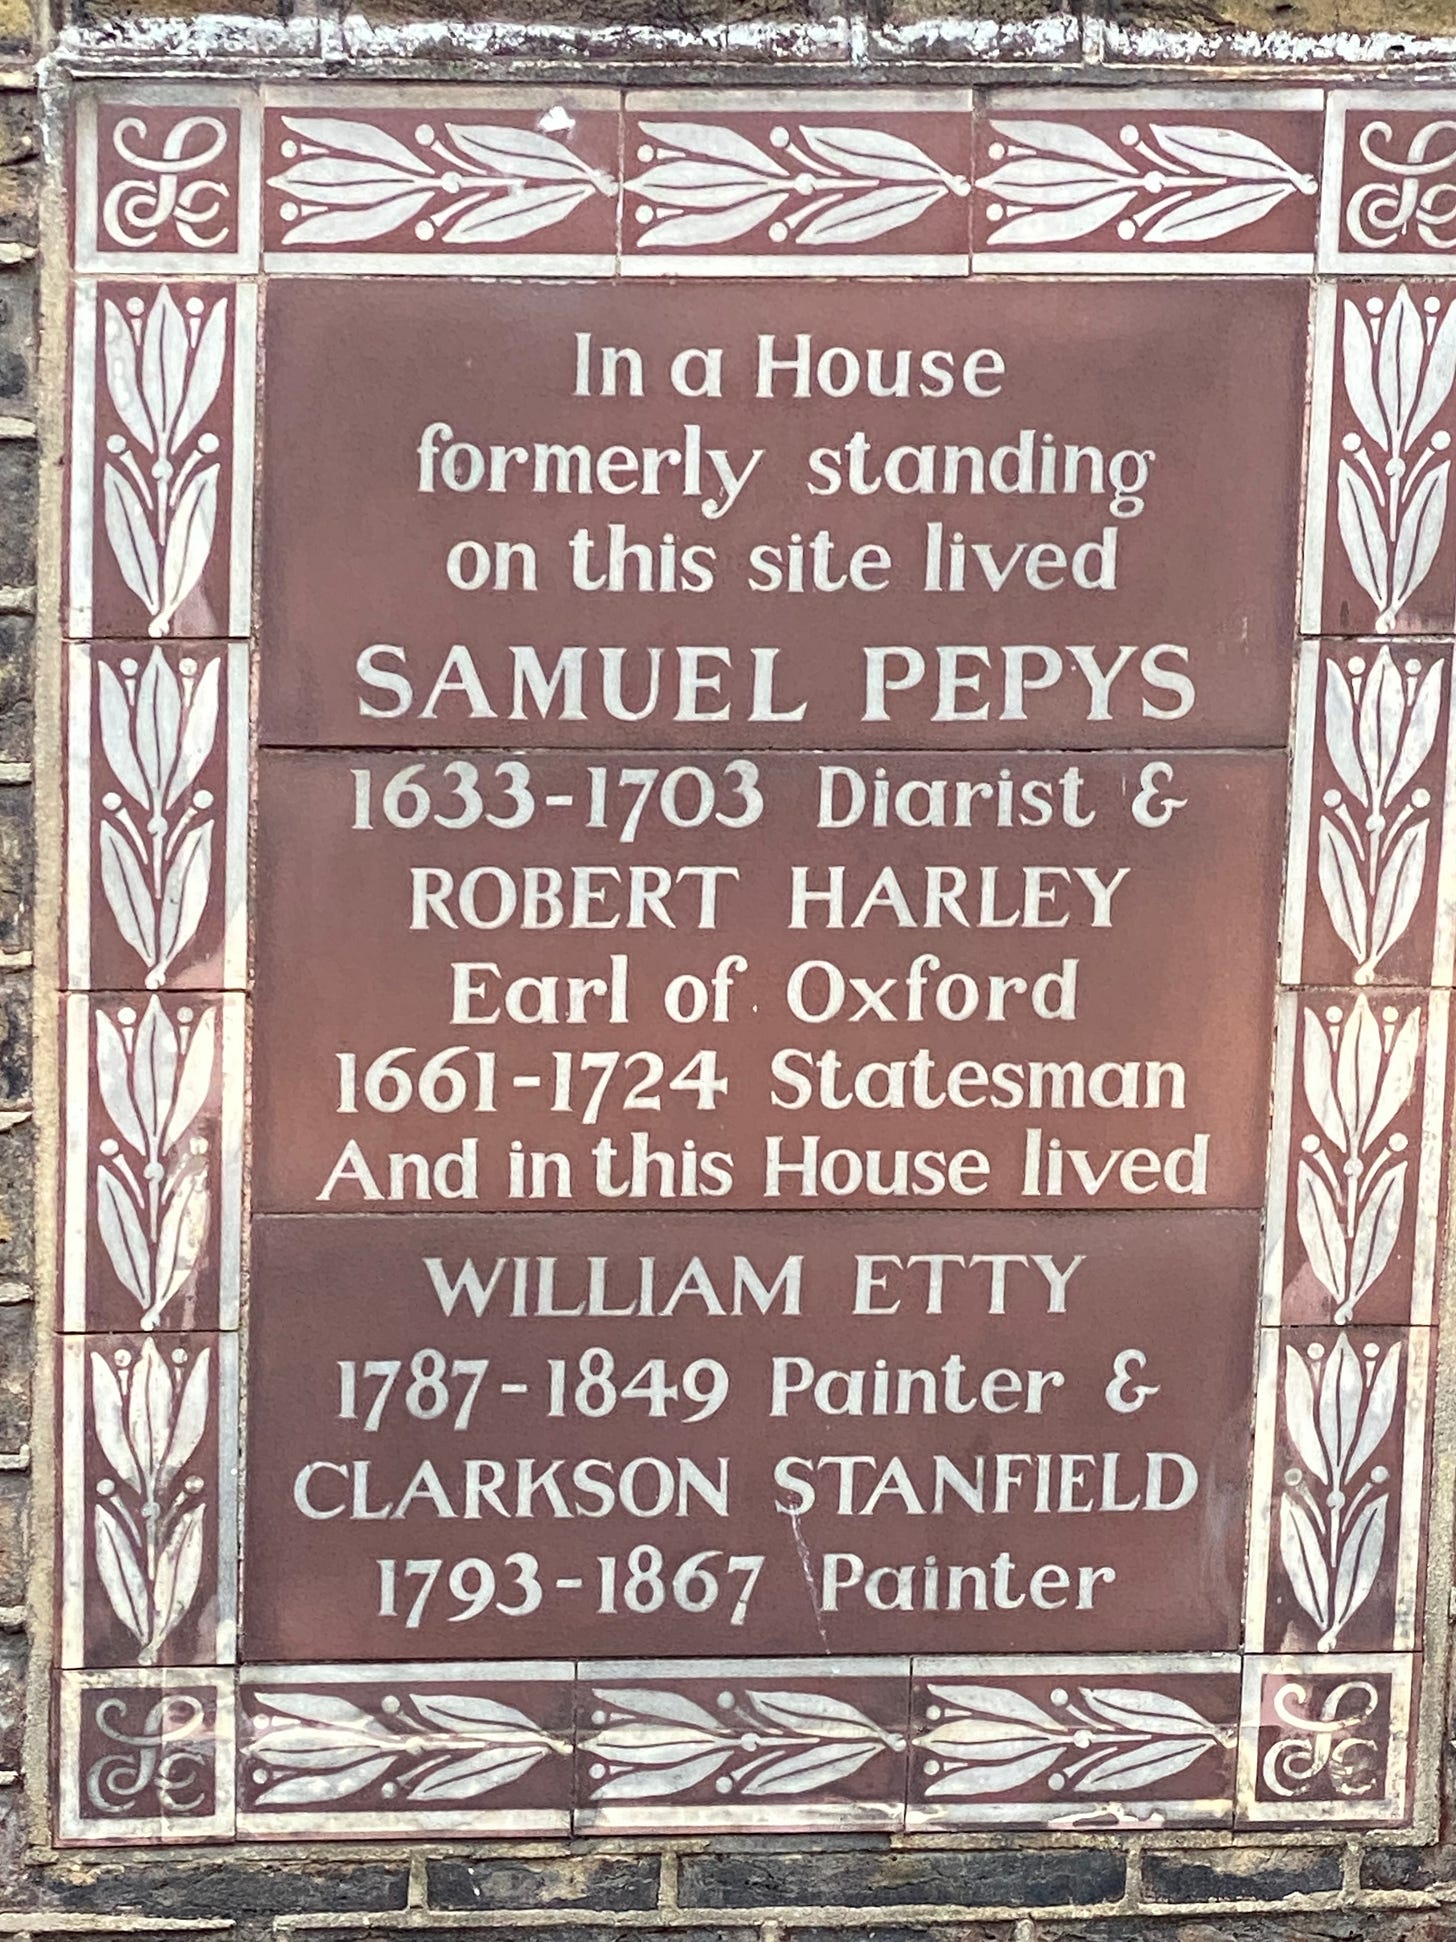 In a House
formerly standing
on this site lived
SAMUEL PEPYS
1633-1703 Diarist &
ROBERT HARLEY
Earl of Oxford
1661-1724 Statesman
And in this House lived
WILLIAM ETTY
1787-1849 Painter &
CLARKSON STANFIELD
1793-1867 Painter